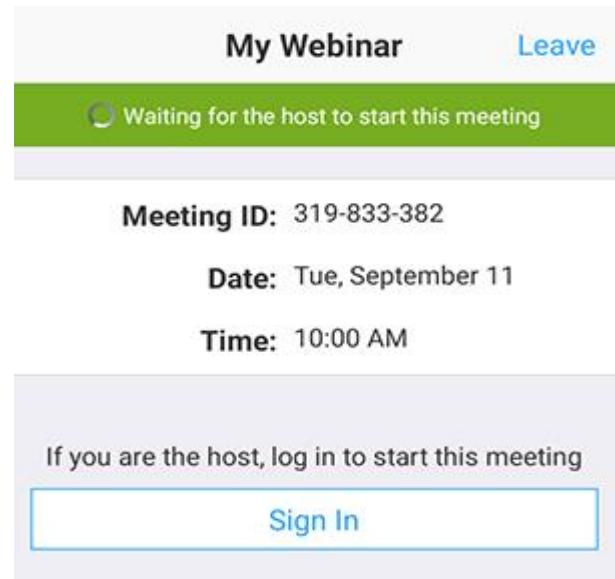 My Webinar Leave
Waiting for the host to start this meeting
Meeting ID: 319-833-382
Date: Tue, September 11
Time: 10:00 AM
If you are the host, log in to start this meeting
Sign In